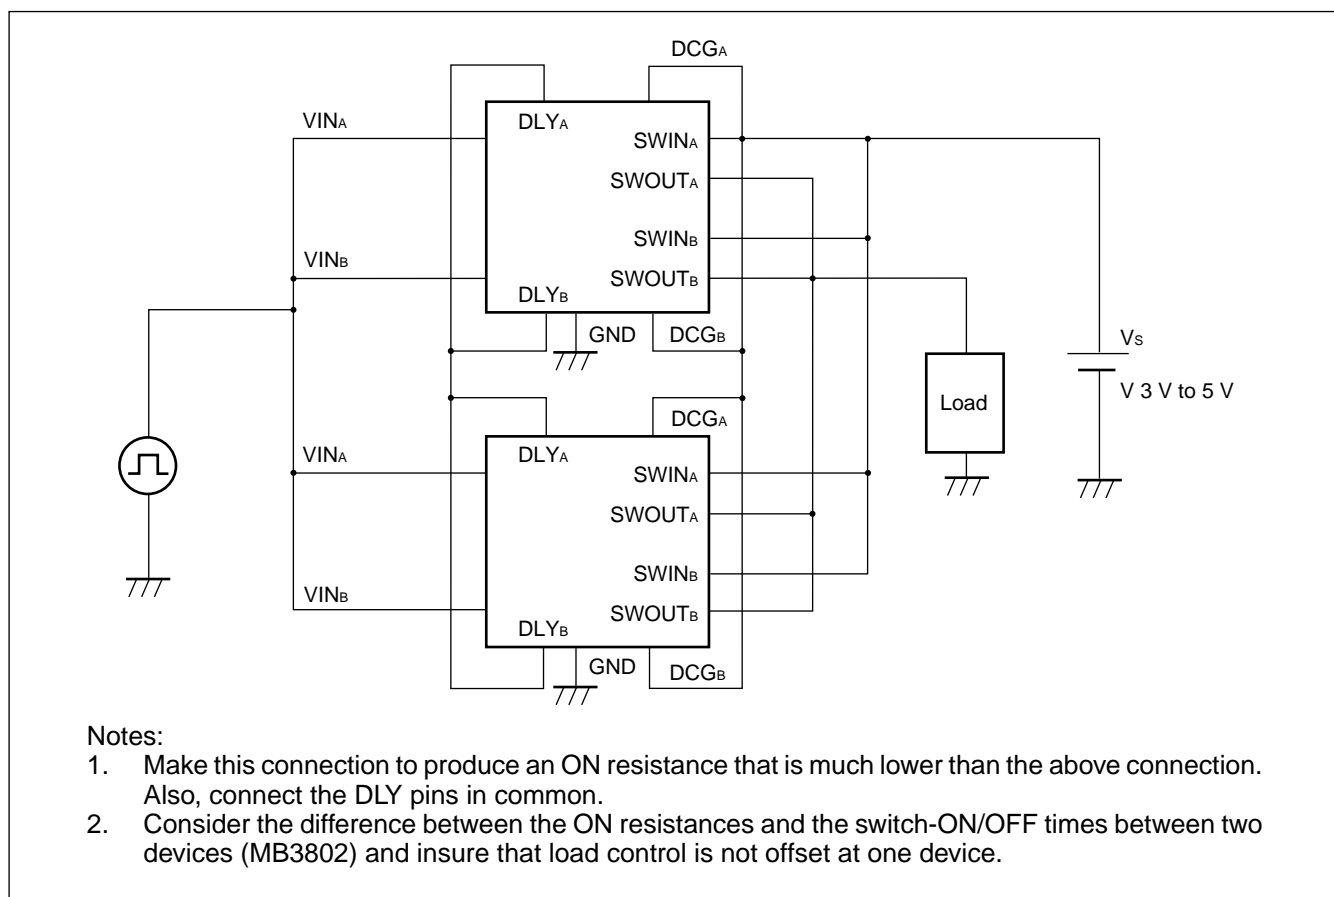 DCGA
VINA
DLYA
SWINA
SWOUTA
SWINB
VINB
SWOUTB
DLYB
GND
DCGB
VS
V 3 V to 5 V
Load
DCGA
VINA
DLYA
SWINA
SWOUTA
SWINB
VINB
SWOUTB
DLYB
GND
DCGB
Notes:
1. Make this connection to produce an ON resistance that is much lower than the above connection.
Also, connect the DLY pins in common.
2. Consider the difference between the ON resistances and the switch-ON/OFF times between two
devices (MB3802) and insure that load control is not offset at one device.